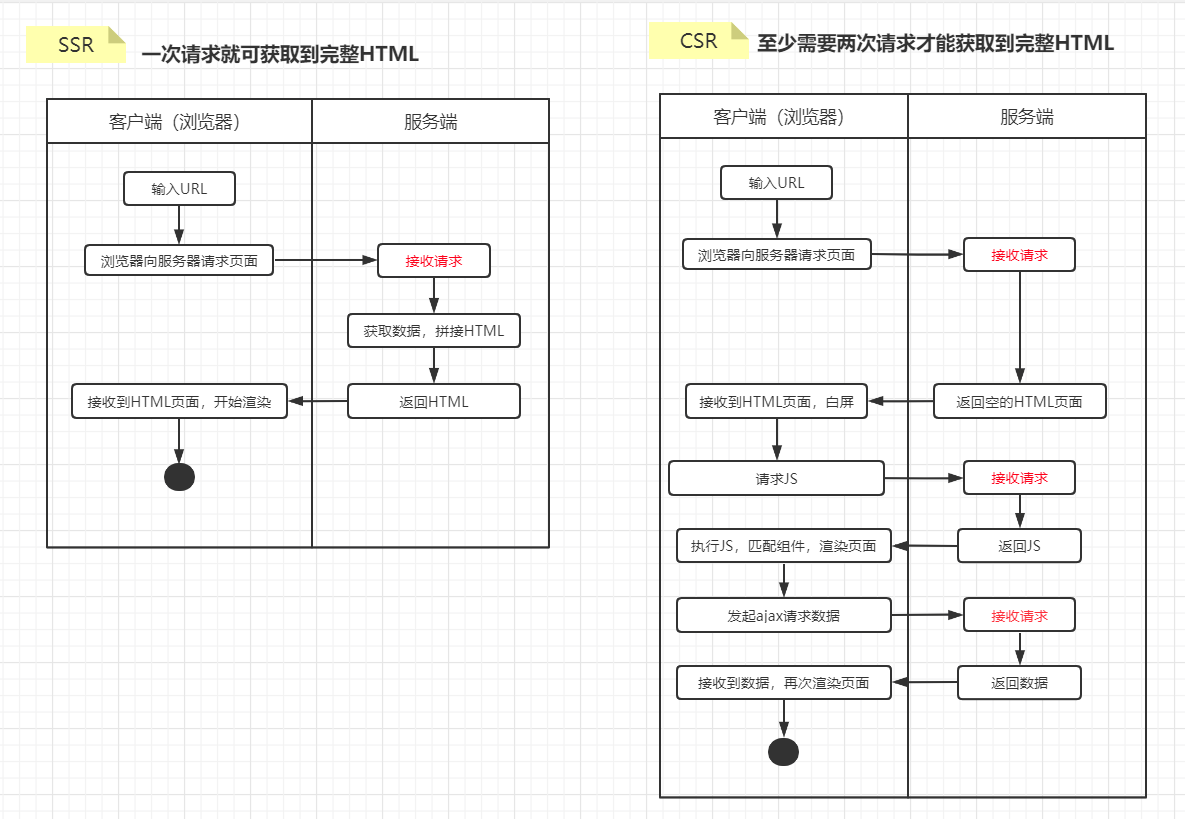 SSR
一次请求就可获取到完整HTML
客户端（浏览器）
服务端
输入URL
浏览器向服务器请求页面
接收请求
获取数据，拼接HTML
接收到HTML页面，开始渲染
返回HTML
CSR
至少需要两次请求才能获取到完整HTML
客户端（浏览器）
服务端
输入URL
浏览器向服务器请求页面
接收请求
接收到HTML页面，白屏
返回空的HTML页面
请求JS
接收请求
执行JS，匹配组件，渲染页面
返回JS
发起ajax请求数据
接收请求
接收到数据，再次渲染页面
返回数据